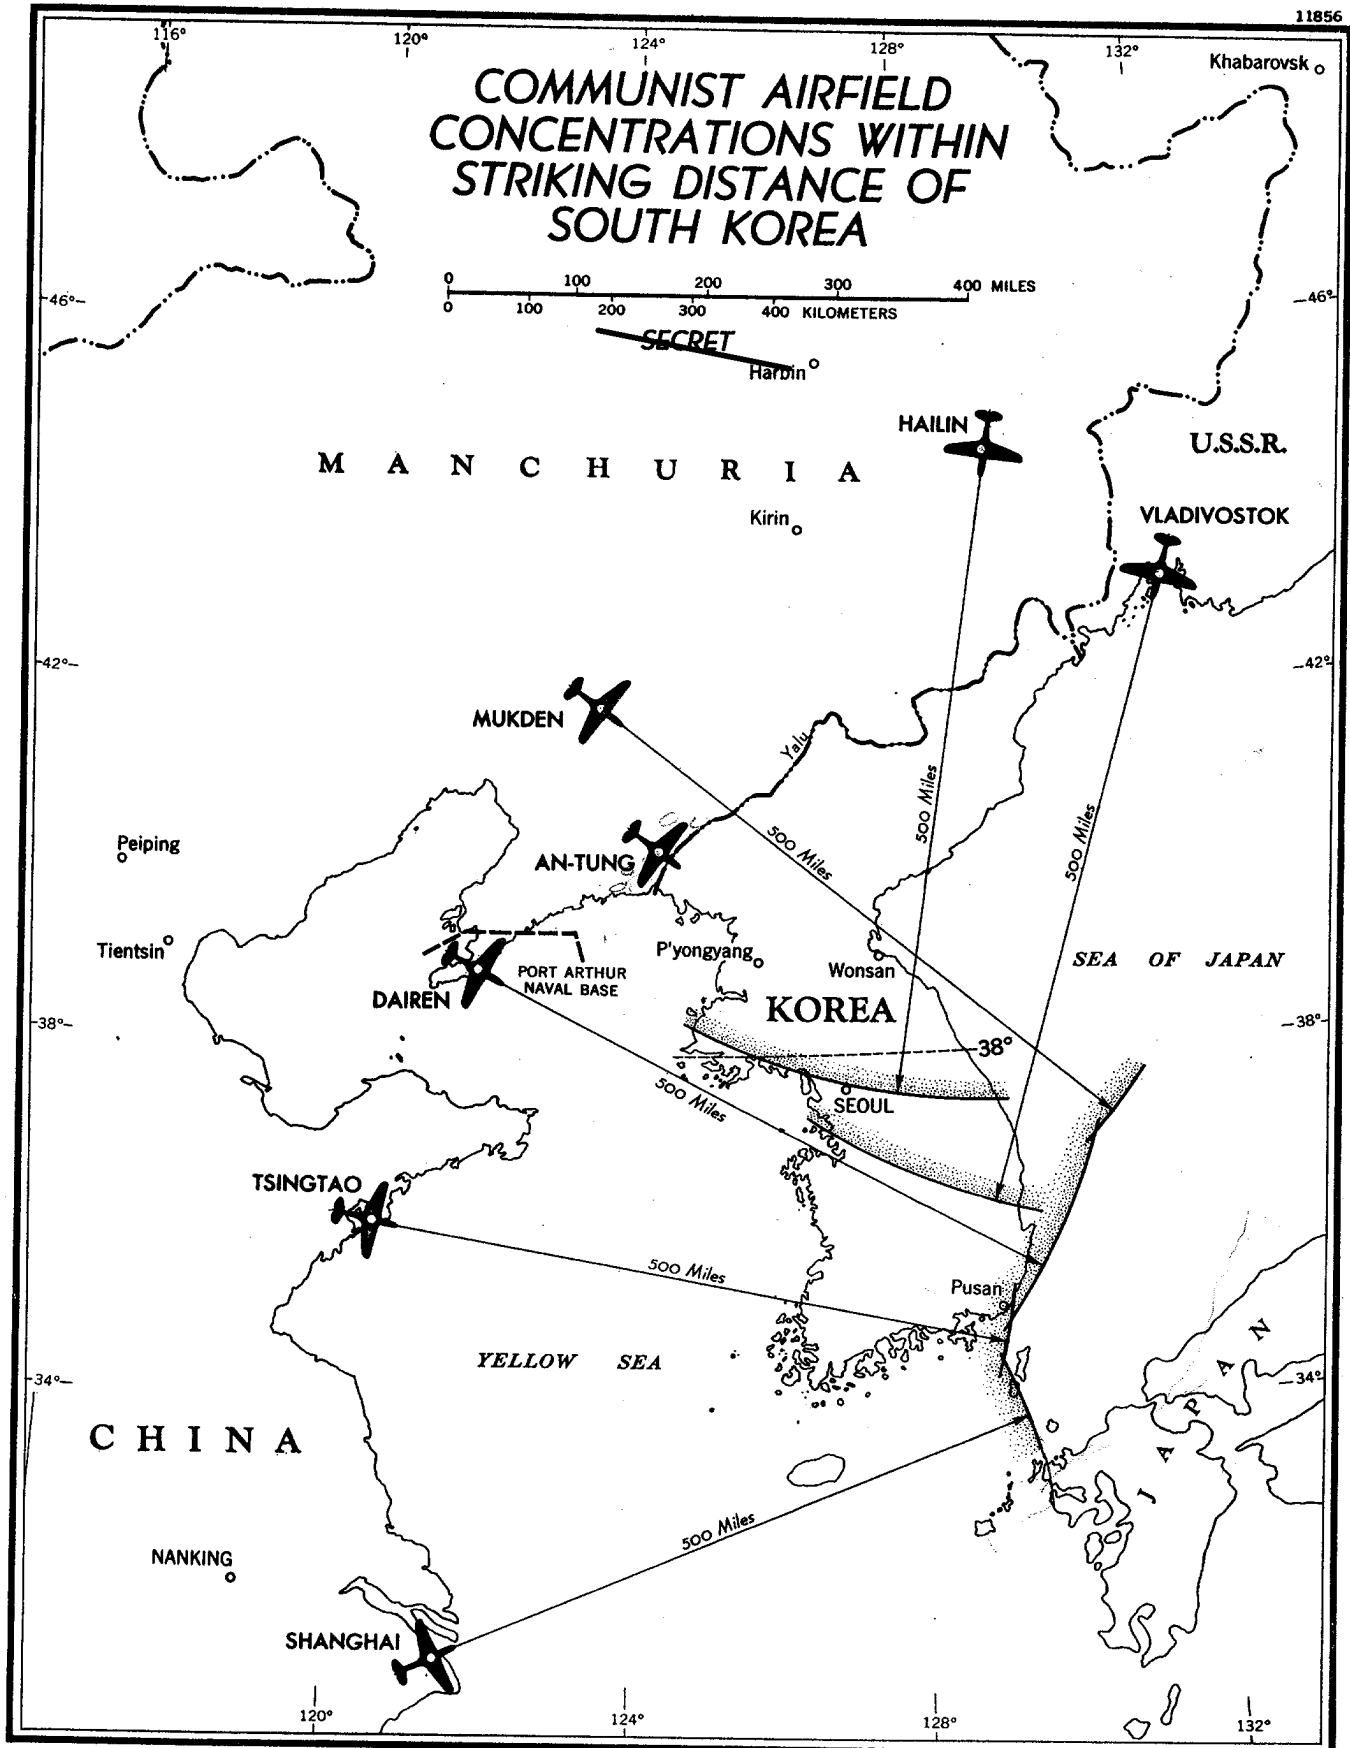 11856
116°
120°
124°
128°
132°
Khabarovsk
COMMUNIST AIRFIELD
CONCENTRATIONS WITHIN
STRIKING DISTANCE OF
SOUTH KOREA
0 100 200 300 400 MILES
0 100 200 300 400 KILOMETERS
46°
46°
SECRET
Harbin
HAILIN
U.S.S.R.
MANCHURIA
Kirin
VLADIVOSTOK
42°
42°
MUKDEN
Yalu
500 Miles
500 Miles
500 Miles
Peiping
AN-TUNG
Tientsin
P'yongyang
Wonsan
SEA OF JAPAN
PORT ARTHUR
NAVAL BASE
DAIREN
KOREA
38°
38°
38°
500 Miles
SEOUL
TSINGTAO
500 Miles
Pusan
YELLOW SEA
JAPAN
34°
34°
CHINA
500 Miles
NANKING
SHANGHAI
120°
124°
128°
132°